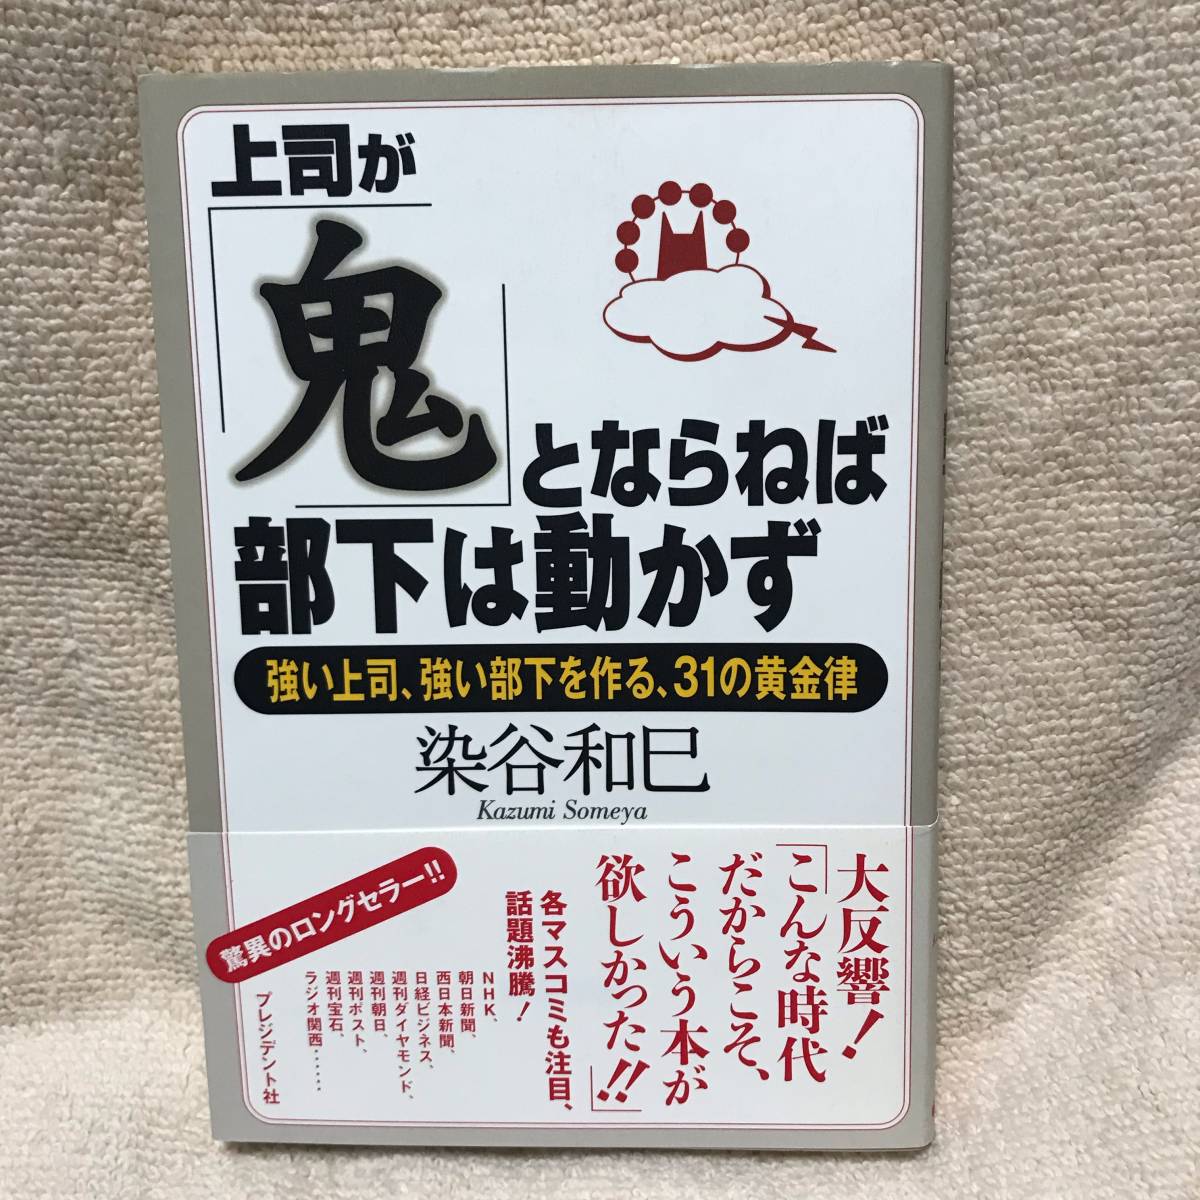 上司が
「鬼」とならねば
部下は動かず
強い上司、強い部下を作る、31の黄金律
染谷和巳
Kazumi Someya
大反響！
「こんな時代
だからこそ、
こういう本が
欲しかった!!」
各マスコミも注目、
話題沸騰！
NHK、
朝日新聞、
西日本新聞、
日経ビジネス、
週刊ダイヤモンド、
週刊朝日、
週刊ポスト、
週刊宝石、
ラジオ関西……
驚異のロングセラー!!
プレジデント社